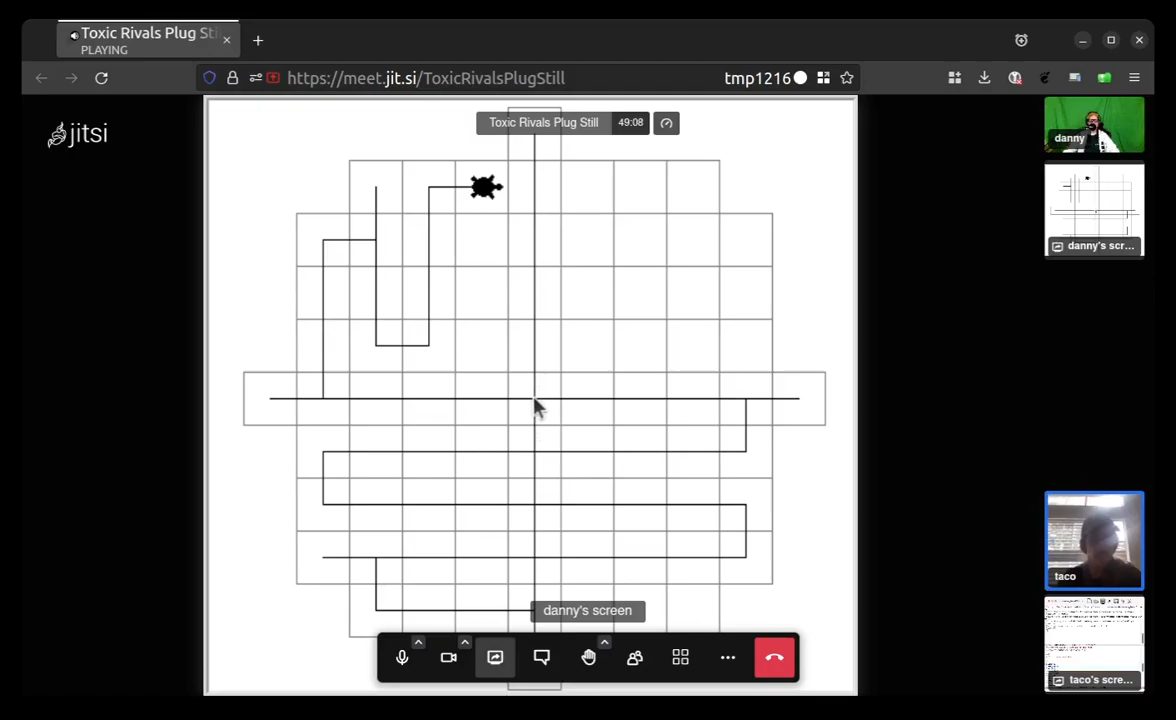 Toxic Rivals Plug Sti
PLAYING
https://meet.jit.si/ToxicRivalsPlugStill
tmp1216
jitsi
Toxic Rivals Plug Still
49:08
danny
danny's scr...
danny's screen
taco
taco's scre...